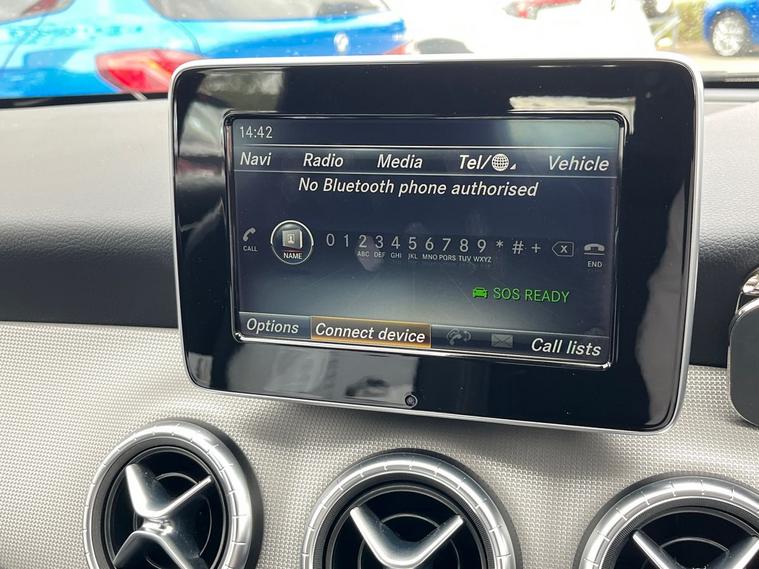 14:42
Navi Radio Media Tel/ Vehicle
No Bluetooth phone authorised
0 1 2 3 4 5 6 7 8 9 * # +
CALL NAME ABC DEF GHI JKL MNO PQRS TUV WXYZ END
SOS READY
Options Connect device Call lists